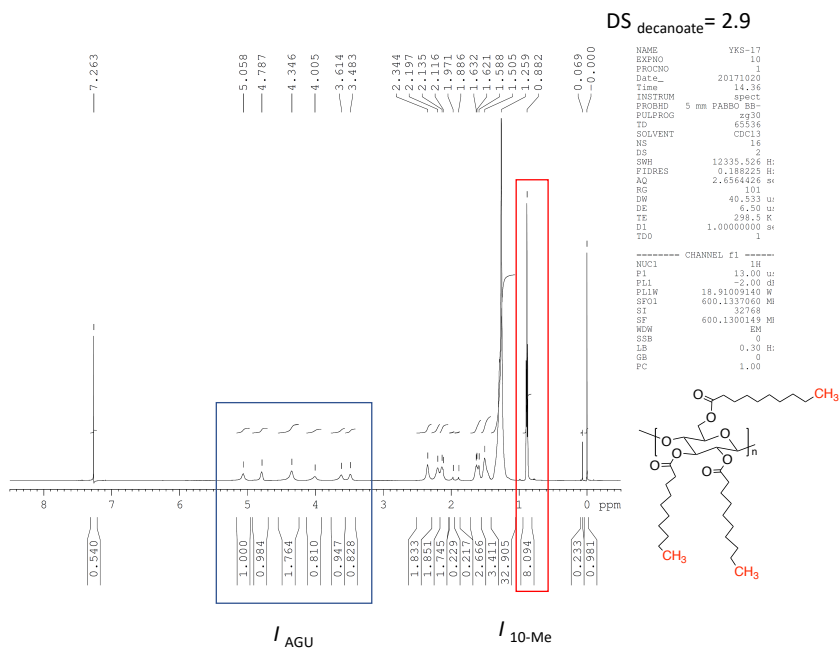 DS decanoate= 2.9
7.263
5.058
4.787
4.346
4.005
3.614
3.483
2.344
2.197
2.135
2.116
1.971
1.886
1.632
1.621
1.588
1.505
1.259
0.882
0.069
-0.000
NAME YKS-17
EXPNO 10
PROCNO 1
Date_ 20171020
Time 14.36
INSTRUM spect
PROBHD 5 mm PABBO BB-
PULPROG zg30
TD 65536
SOLVENT CDCl3
NS 16
DS 2
SWH 12335.526 H
FIDRES 0.188225 H
AQ 2.6564426 se
RG 101
DW 40.533 u
DE 6.50 u
TE 298.5 K
D1 1.00000000 se
TD0 1
======== CHANNEL f1 =====
NUC1 1H
P1 13.00 u
PL1 -2.00 d
PL1W 18.91009140 W
SFO1 600.1337060 M
SI 32768
SF 600.1300149 M
WDW EM
SSB 0
LB 0.30 H
GB 0
PC 1.00
8 7 6 5 4 3 2 1 0 ppm
0.540
1.000
0.984
1.764
0.810
0.947
0.828
1.833
1.851
1.745
0.229
0.217
2.666
3.411
32.905
8.094
0.233
0.981
I AGU
I 10-Me
O
CH3
O
O
O
n
O
O
O
O
O
CH3
CH3